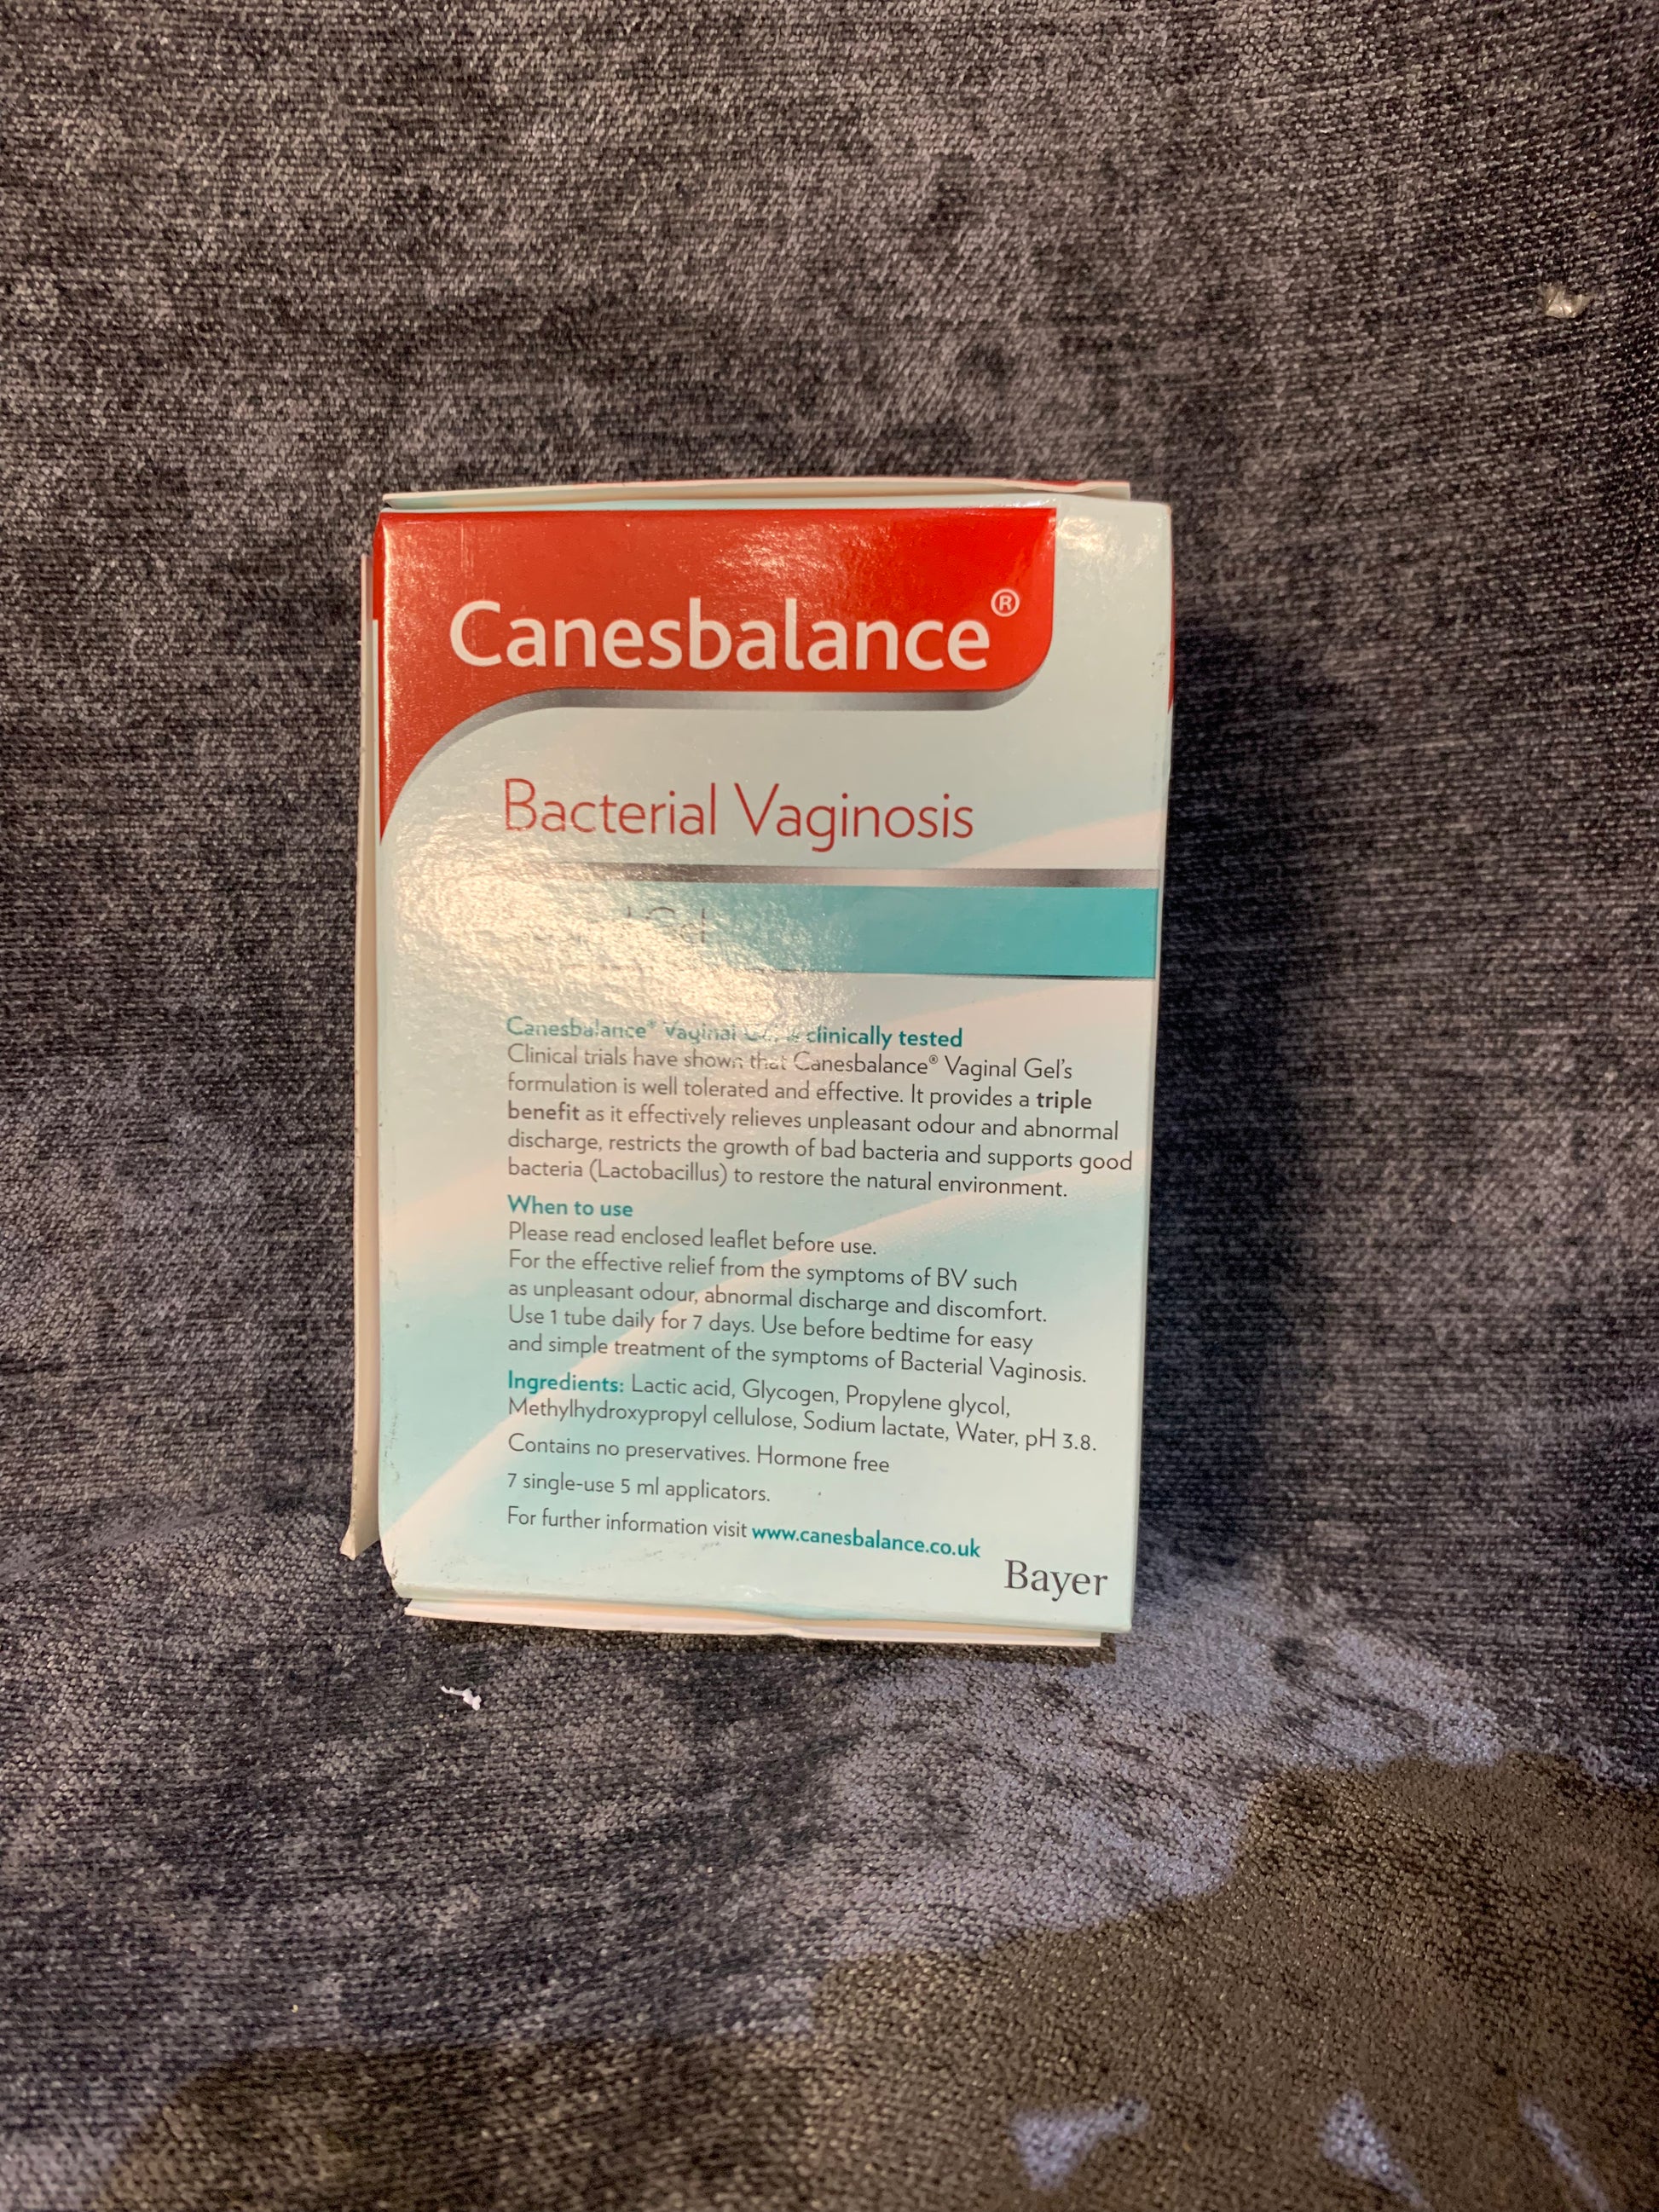 Canesbalance®
Bacterial Vaginosis
Gel
Canesbalance® Vaginal clinically tested
Clinical trials have shown that Canesbalance® Vaginal Gel's
formulation is well tolerated and effective. It provides a triple
benefit as it effectively relieves unpleasant odour and abnormal
discharge, restricts the growth of bad bacteria and supports good
bacteria (Lactobacillus) to restore the natural environment.
When to use
Please read enclosed leaflet before use.
For the effective relief from the symptoms of BV such
as unpleasant odour, abnormal discharge and discomfort.
Use 1 tube daily for 7 days. Use before bedtime for easy
and simple treatment of the symptoms of Bacterial Vaginosis.
Ingredients: Lactic acid, Glycogen, Propylene glycol,
Methylhydroxypropyl cellulose, Sodium lactate, Water, pH 3.8.
Contains no preservatives. Hormone free
7 single-use 5 ml applicators.
For further information visit www.canesbalance.co.uk
Bayer